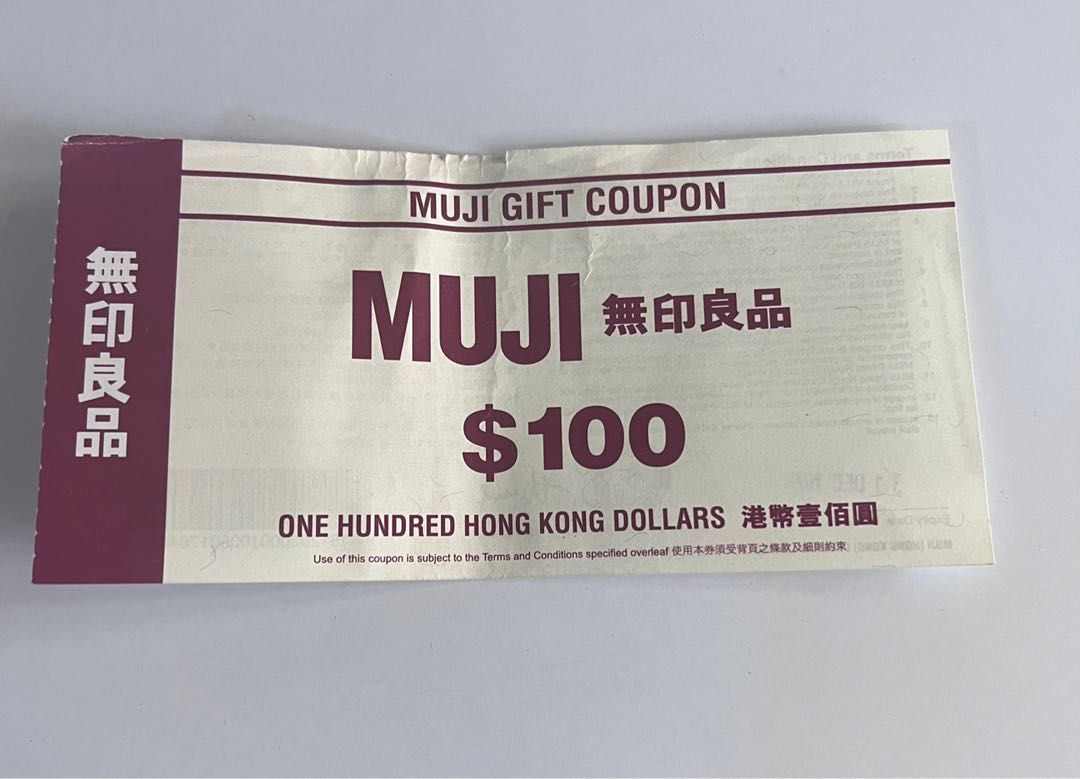 無印良品
MUJI GIFT COUPON
MUJI 無印良品
$100
ONE HUNDRED HONG KONG DOLLARS 港幣壹佰圓
Use of this coupon is subject to the Terms and Conditions specified overleaf 使用本券須受背頁之條款及細則約束